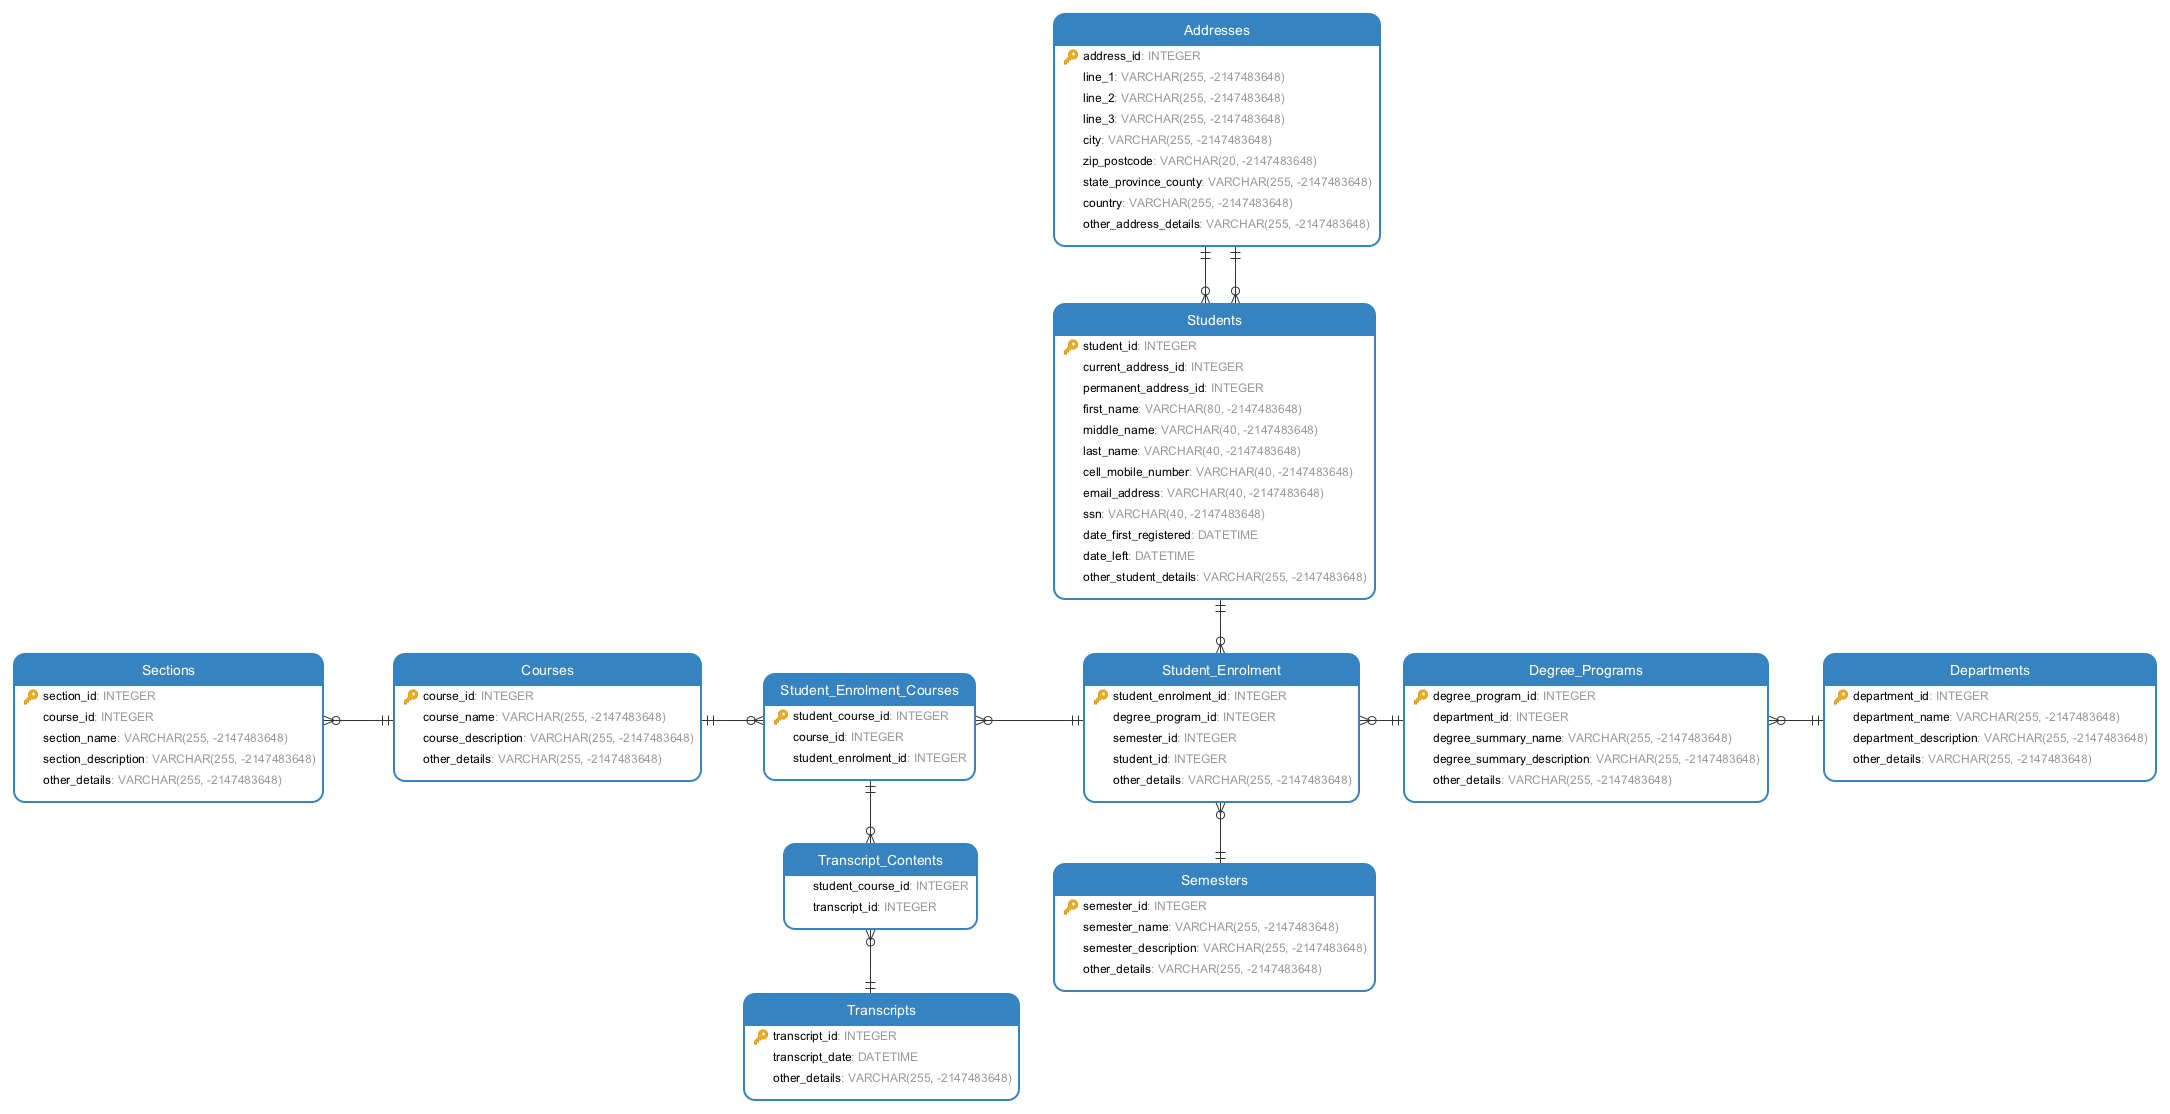 Addresses
address_id: INTEGER
line_1: VARCHAR(255, -2147483648)
line_2: VARCHAR(255, -2147483648)
line_3: VARCHAR(255, -2147483648)
city: VARCHAR(255, -2147483648)
zip_postcode: VARCHAR(20, -2147483648)
state_province_county: VARCHAR(255, -2147483648)
country: VARCHAR(255, -2147483648)
other_address_details: VARCHAR(255, -2147483648)
Students
student_id: INTEGER
current_address_id: INTEGER
permanent_address_id: INTEGER
first_name: VARCHAR(80, -2147483648)
middle_name: VARCHAR(40, -2147483648)
last_name: VARCHAR(40, -2147483648)
cell_mobile_number: VARCHAR(40, -2147483648)
email_address: VARCHAR(40, -2147483648)
ssn: VARCHAR(40, -2147483648)
date_first_registered: DATETIME
date_left: DATETIME
other_student_details: VARCHAR(255, -2147483648)
Sections
section_id: INTEGER
course_id: INTEGER
section_name: VARCHAR(255, -2147483648)
section_description: VARCHAR(255, -2147483648)
other_details: VARCHAR(255, -2147483648)
Courses
course_id: INTEGER
course_name: VARCHAR(255, -2147483648)
course_description: VARCHAR(255, -2147483648)
other_details: VARCHAR(255, -2147483648)
Student_Enrolment_Courses
student_course_id: INTEGER
course_id: INTEGER
student_enrolment_id: INTEGER
Student_Enrolment
student_enrolment_id: INTEGER
degree_program_id: INTEGER
semester_id: INTEGER
student_id: INTEGER
other_details: VARCHAR(255, -2147483648)
Degree_Programs
degree_program_id: INTEGER
department_id: INTEGER
degree_summary_name: VARCHAR(255, -2147483648)
degree_summary_description: VARCHAR(255, -2147483648)
other_details: VARCHAR(255, -2147483648)
Departments
department_id: INTEGER
department_name: VARCHAR(255, -2147483648)
department_description: VARCHAR(255, -2147483648)
other_details: VARCHAR(255, -2147483648)
Transcript_Contents
student_course_id: INTEGER
transcript_id: INTEGER
Semesters
semester_id: INTEGER
semester_name: VARCHAR(255, -2147483648)
semester_description: VARCHAR(255, -2147483648)
other_details: VARCHAR(255, -2147483648)
Transcripts
transcript_id: INTEGER
transcript_date: DATETIME
other_details: VARCHAR(255, -2147483648)